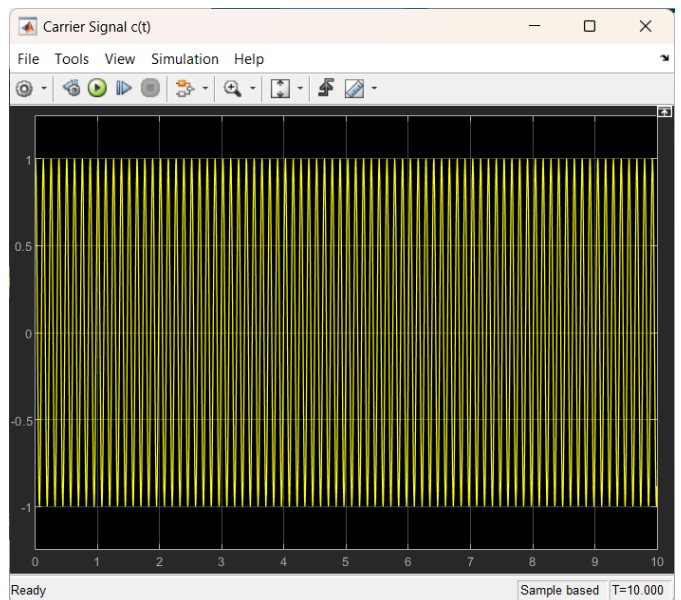 Carrier Signal c(t)
File Tools View Simulation Help
1
0.5
0
-0.5
-1
0 1 2 3 4 5 6 7 8 9 10
Ready Sample based T=10.000